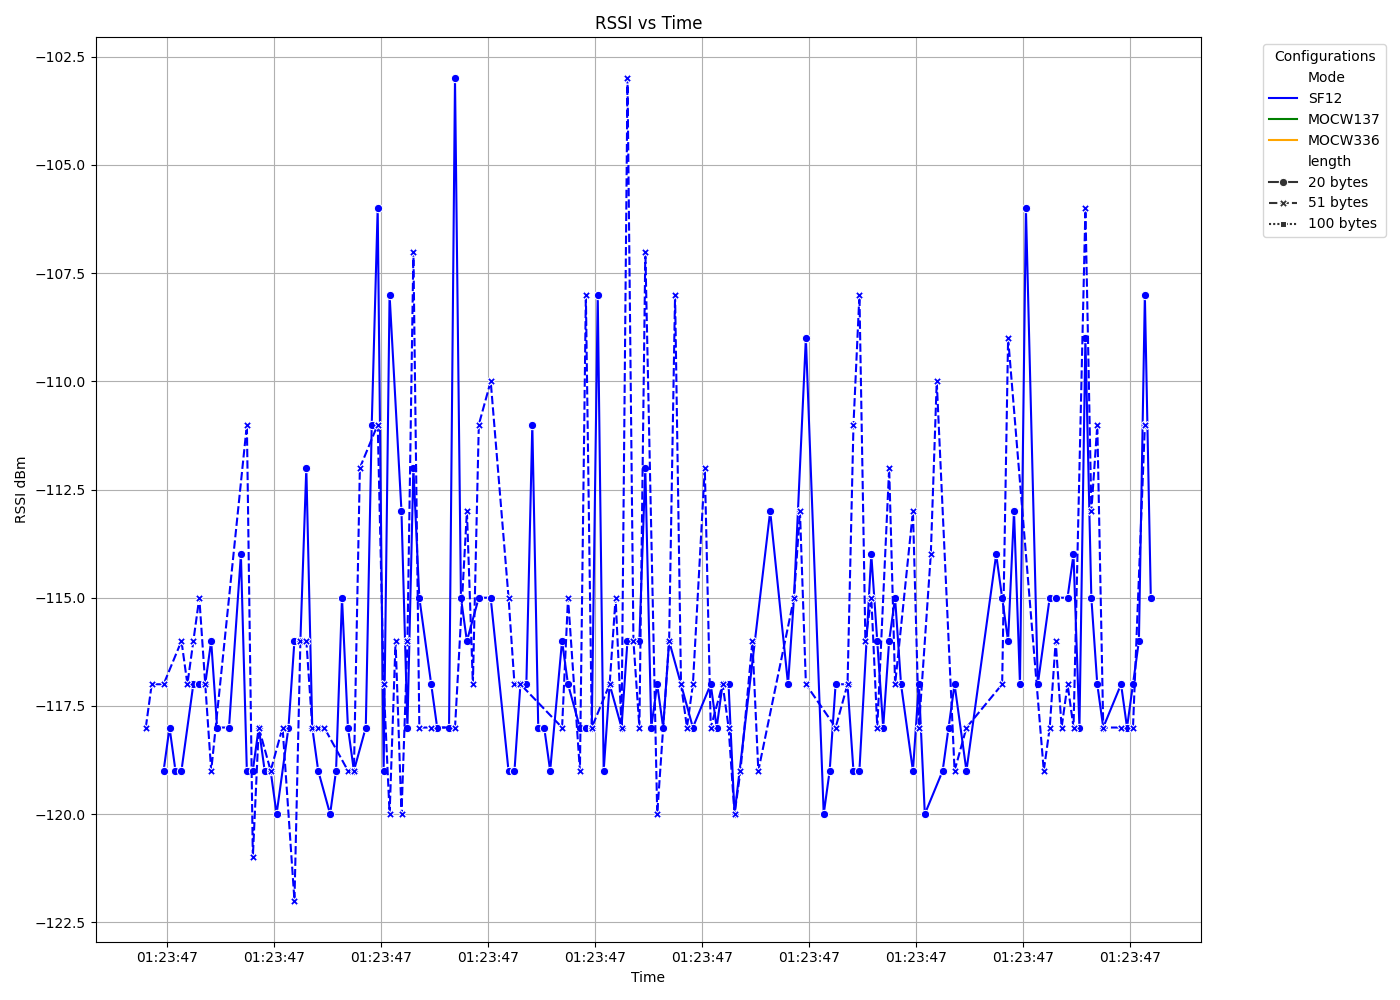 RSSI vs Time
RSSI dBm
−102.5
−105.0
−107.5
−110.0
−112.5
−115.0
−117.5
−120.0
−122.5
01:23:47 01:23:47 01:23:47 01:23:47 01:23:47 01:23:47 01:23:47 01:23:47 01:23:47 01:23:47
Time
Configurations
Mode
SF12
MOCW137
MOCW336
length
20 bytes
51 bytes
100 bytes